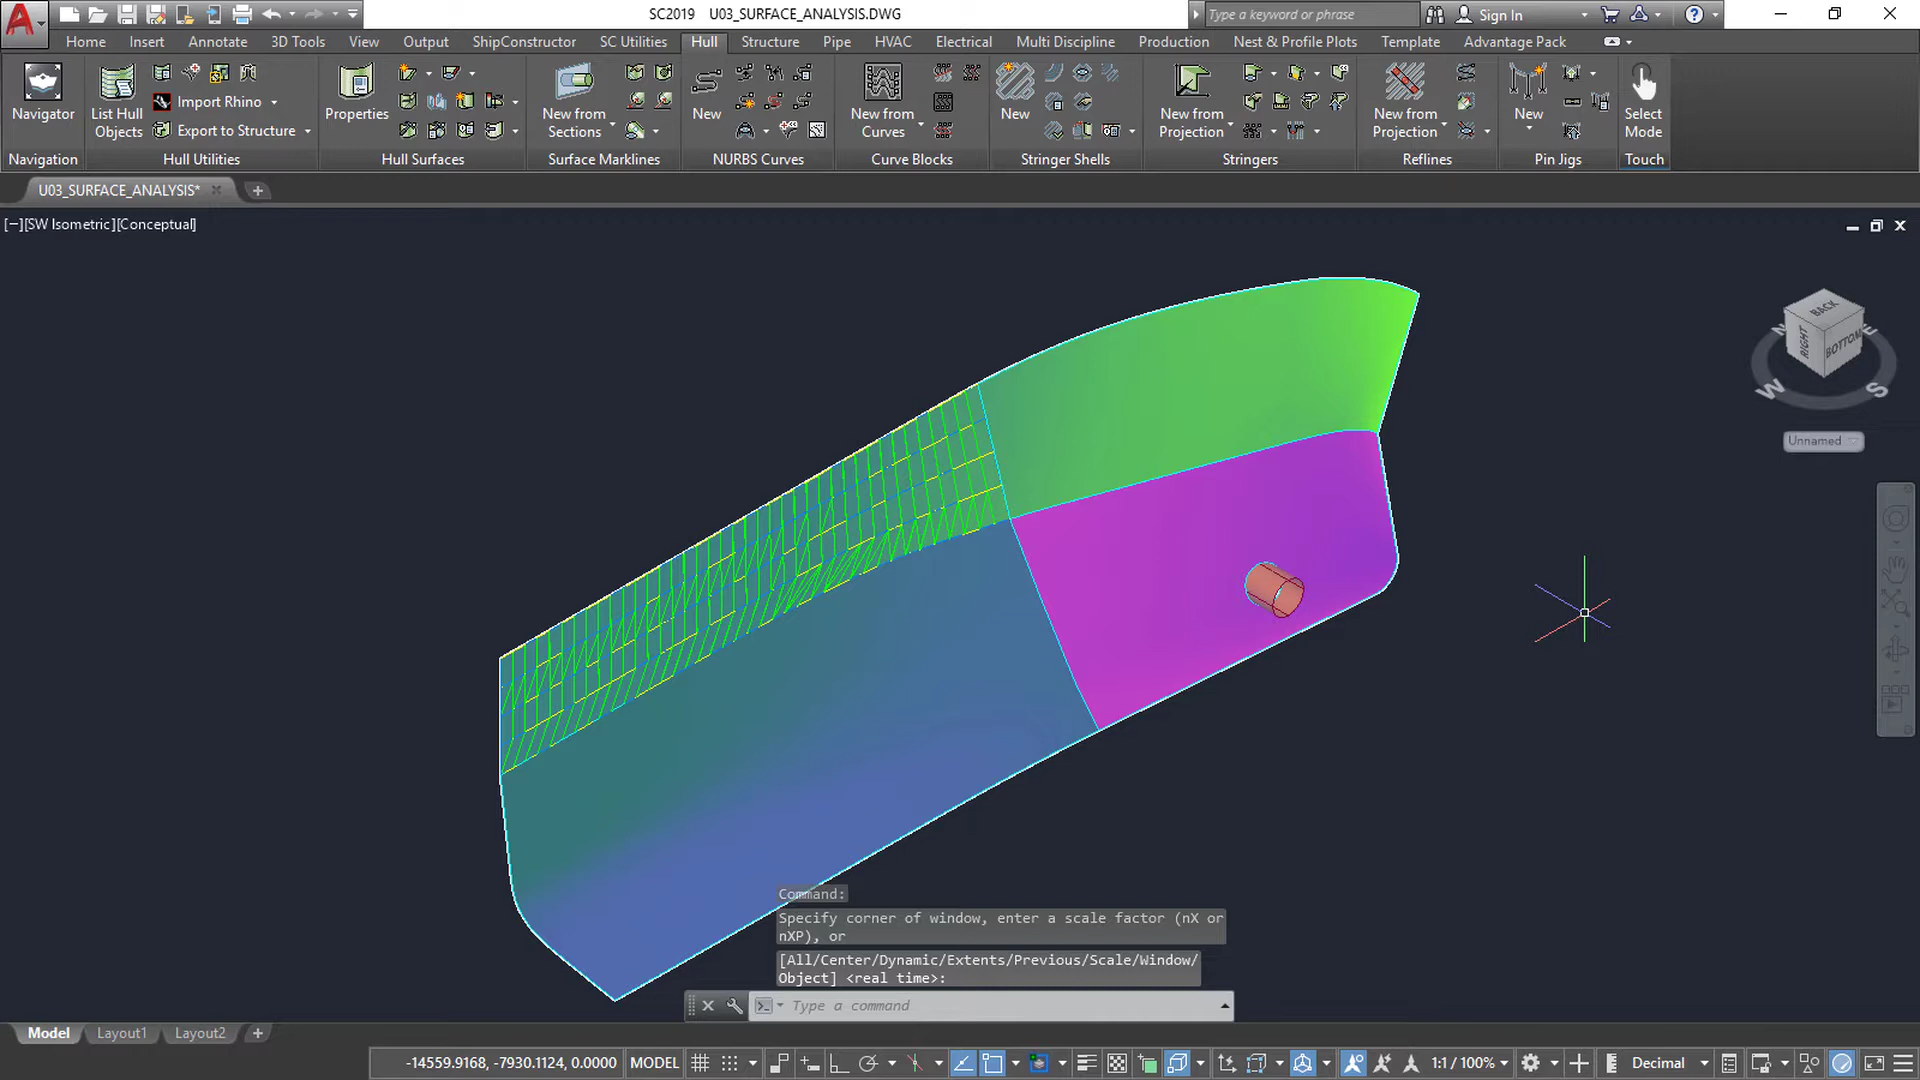 SC2019 U03_SURFACE_ANALYSIS.DWG
Type a keyword or phrase
Sign In
Home Insert Annotate 3D Tools View Output ShipConstructor SC Utilities Hull Structure Pipe HVAC Electrical Multi Discipline Production Nest & Profile Plots Template Advantage Pack
Navigator
List Hull
Objects
Import Rhino
Export to Structure
Properties
New from
Sections
New
New from
Curves
New
New from
Projection
New from
Projection
New
Select
Mode
Navigation Hull Utilities Hull Surfaces Surface Marklines NURBS Curves Curve Blocks Stringer Shells Stringers Reflines Pin Jigs Touch
U03_SURFACE_ANALYSIS*
[−][SW Isometric][Conceptual]
BACK
RIGHT
BOTTOM
N
E
W
S
Unnamed
Command:
Specify corner of window, enter a scale factor (nX or
nXP), or
[All/Center/Dynamic/Extents/Previous/Scale/Window/
Object] <real time>:
Type a command
Model Layout1 Layout2
-14559.9168, -7930.1124, 0.0000 MODEL 1:1 / 100% Decimal